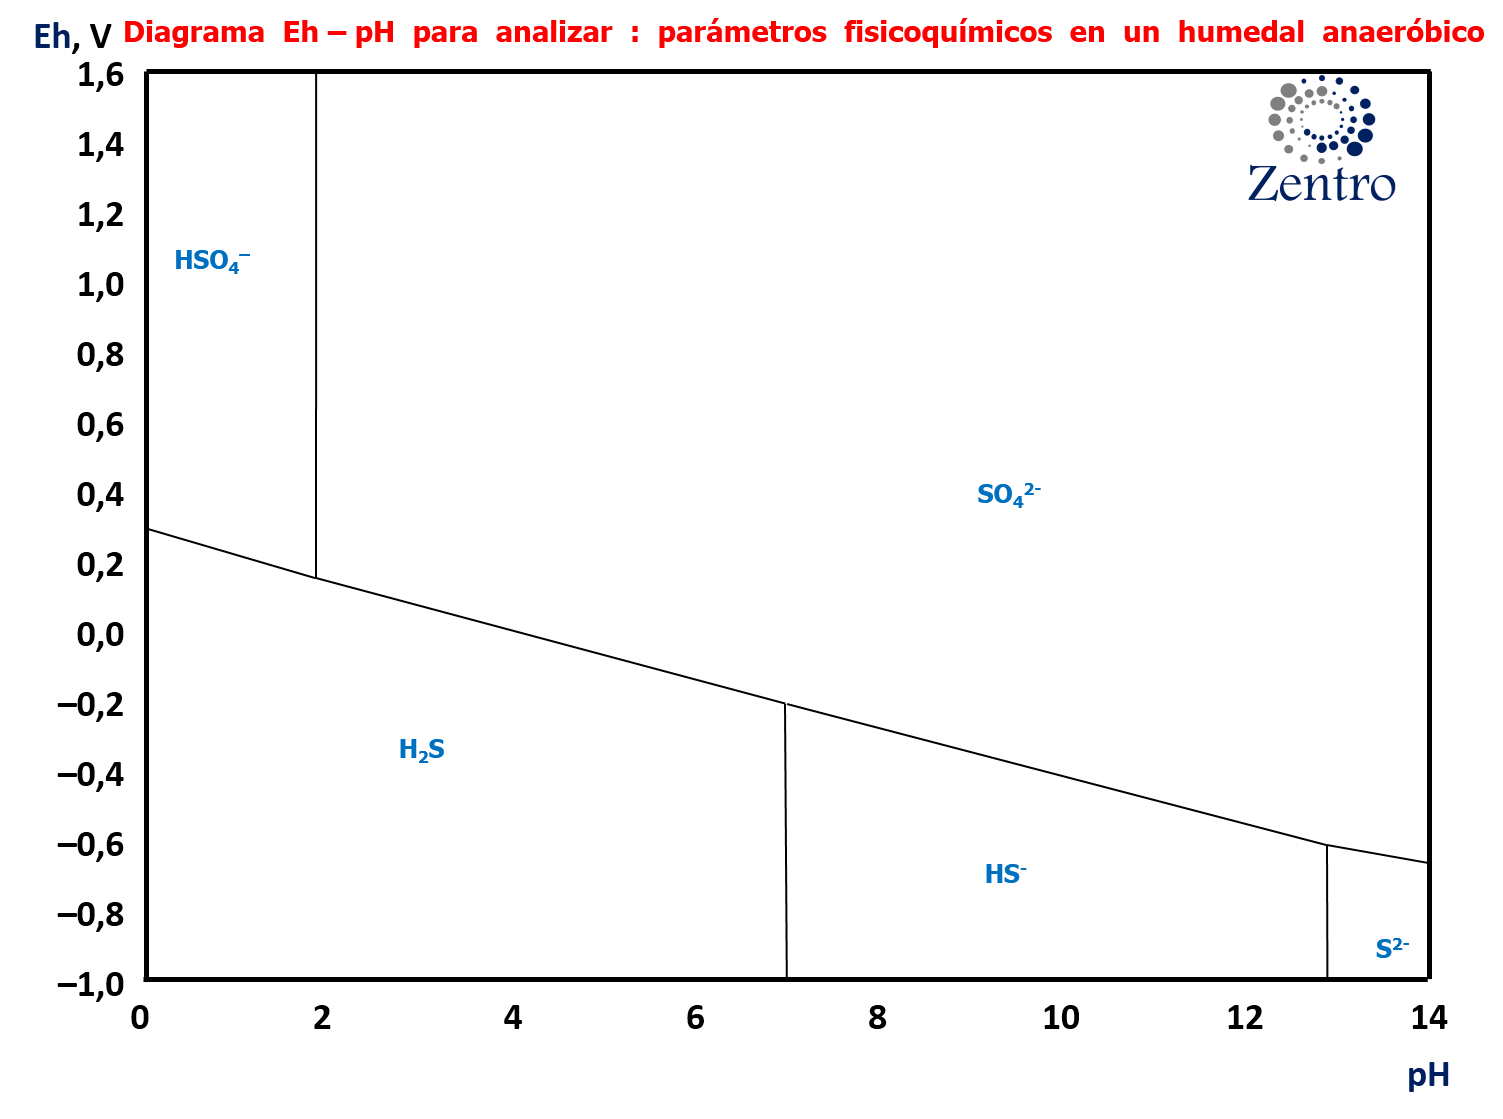 Eh, V Diagrama Eh – pH para analizar : parámetros fisicoquímicos en un humedal anaeróbico
1,6
Zentro
1,4
1,2
HSO₄⁻
1,0
0,8
0,6
0,4
SO₄²⁻
0,2
0,0
–0,2
H₂S
–0,4
–0,6
HS⁻
–0,8
S²⁻
–1,0
0 2 4 6 8 10 12 14
pH